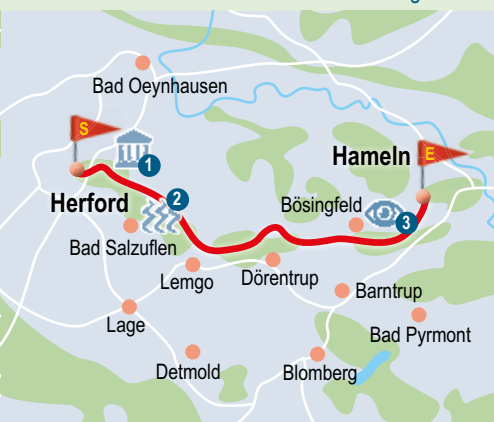 Bad Oeynhausen
S
1
Hameln
E
Herford
2
Bösingfeld
3
Bad Salzuflen
Lemgo
Dörentrup
Barntrup
Lage
Bad Pyrmont
Detmold
Blomberg